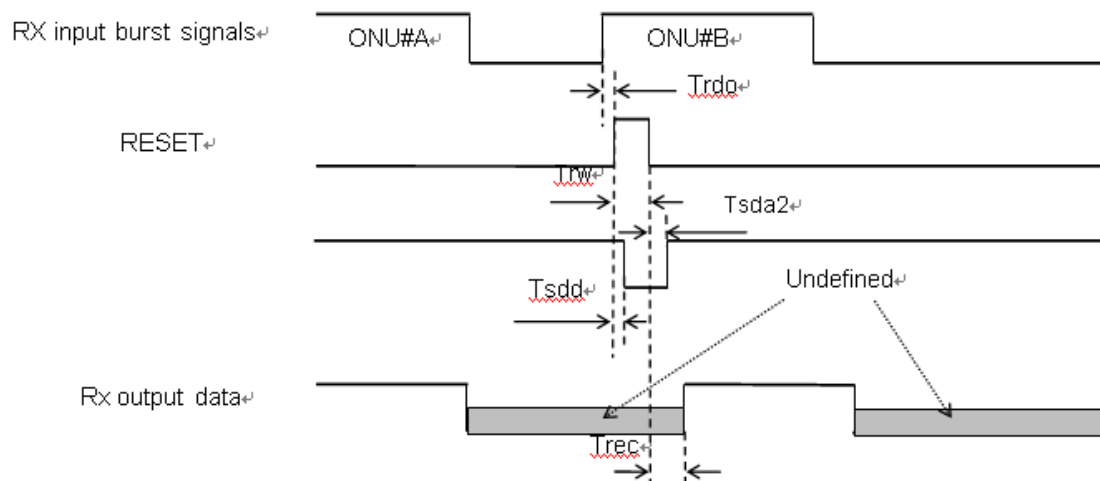 RX input burst signals↵
ONU#A↵
ONU#B↵
Trdo↵
RESET↵
Trw↵
Tsda2↵
Tsdd↵
Undefined↵
Rx output data↵
Trec↵